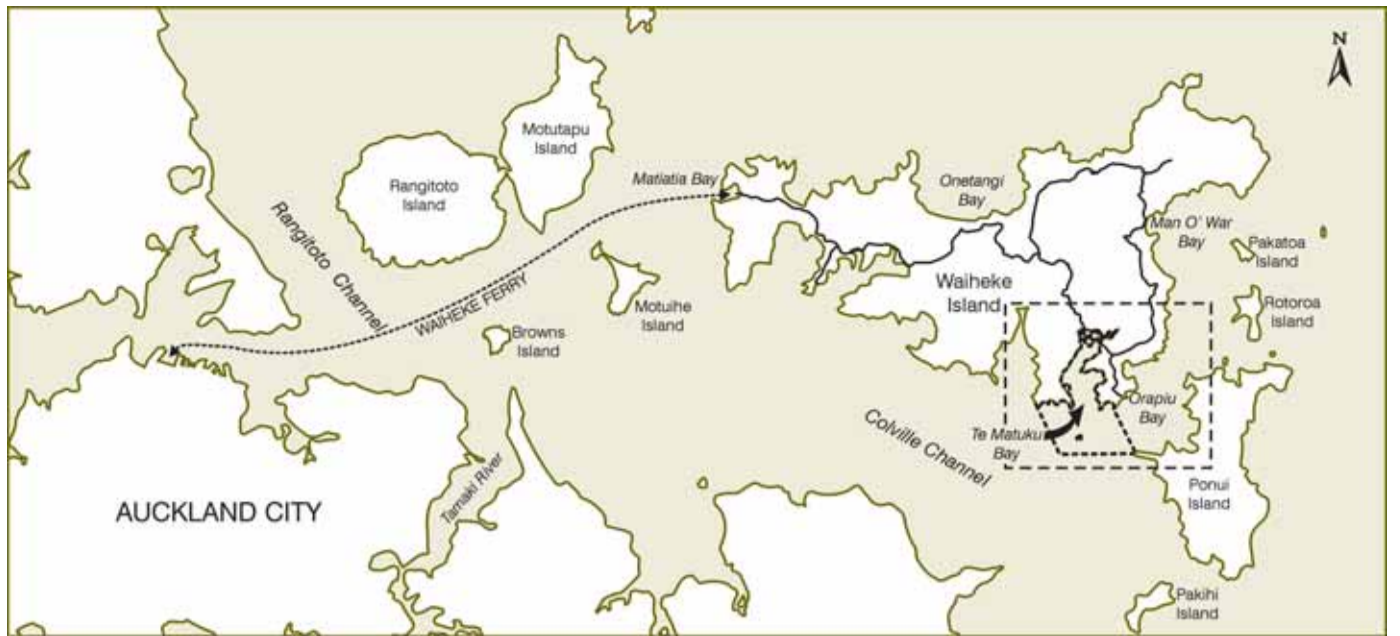 N
Motutapu
Island
Rangitoto
Island
Matiatia Bay
Onetangi
Bay
Man O' War
Bay
Pakatoa
Island
Rangitoto Channel
WAIHEKE FERRY
Motuihe
Island
Waiheke
Island
Rotoroa
Island
Browns
Island
Colville Channel
Te Matuku
Bay
Orapiu
Bay
Tamaki River
Ponui
Island
AUCKLAND CITY
Pakihi
Island